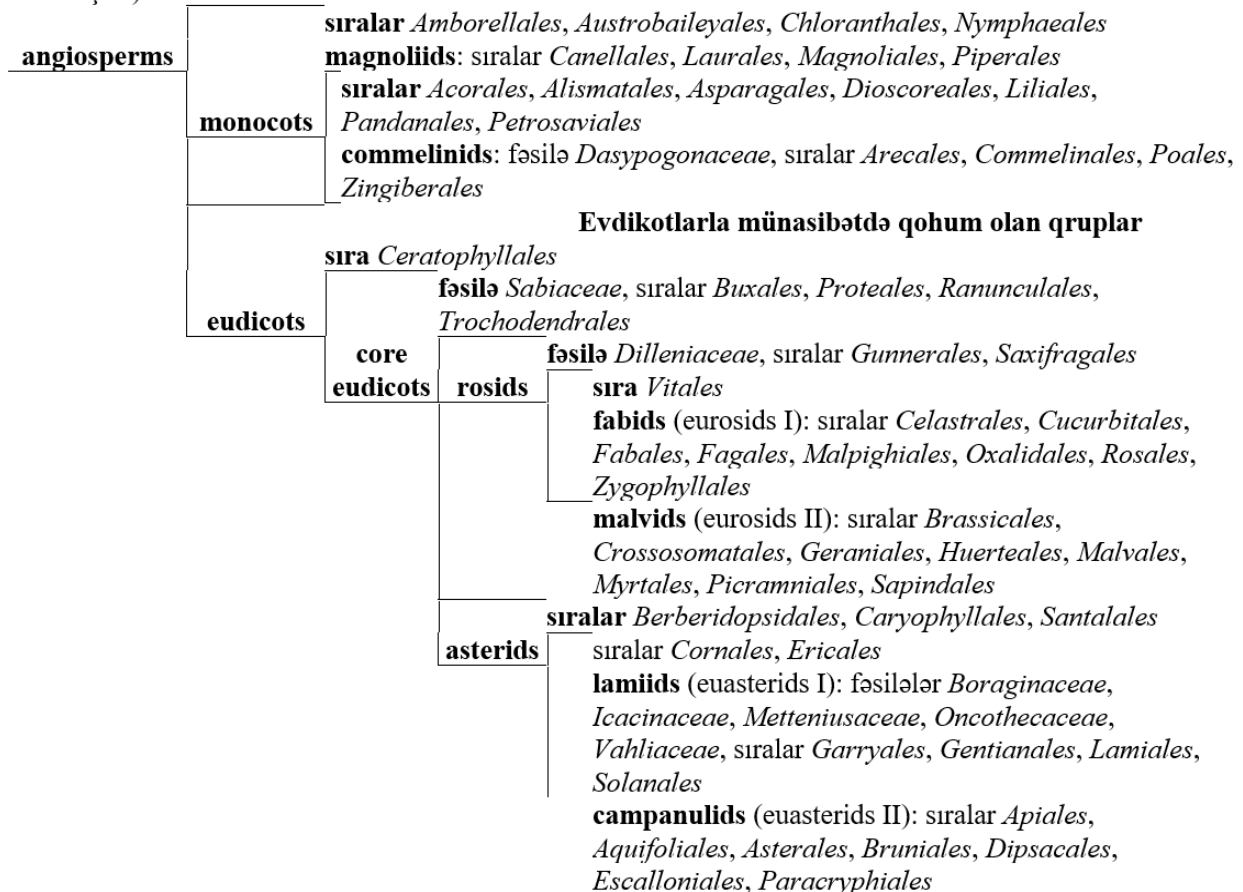 sıralar Amborellales, Austrobaileyales, Chloranthales, Nymphaeales
angiosperms
magnoliids: sıralar Canellales, Laurales, Magnoliales, Piperales
sıralar Acorales, Alismatales, Asparagales, Dioscoreales, Liliales,
monocots
Pandanales, Petrosaviales
commelinids: fəsilə Dasypogonaceae, sıralar Arecales, Commelinales, Poales,
Zingiberales
Evdikotlarla münasibətdə qohum olan qruplar
sıra Ceratophyllales
fəsilə Sabiaceae, sıralar Buxales, Proteales, Ranunculales,
eudicots
Trochodendrales
core
eudicots
fəsilə Dilleniaceae, sıralar Gunnerales, Saxifragales
rosids
sıra Vitales
fabids (eurosids I): sıralar Celastrales, Cucurbitales,
Fabales, Fagales, Malpighiales, Oxalidales, Rosales,
Zygophyllales
malvids (eurosids II): sıralar Brassicales,
Crossosomatales, Geraniales, Huerteales, Malvales,
Myrtales, Picramniales, Sapindales
sıralar Berberidopsidales, Caryophyllales, Santalales
asterids
sıralar Cornales, Ericales
lamiids (euasterids I): fəsilələr Boraginaceae,
Icacinaceae, Metteniusaceae, Oncothecaceae,
Vahliaceae, sıralar Garryales, Gentianales, Lamiales,
Solanales
campanulids (euasterids II): sıralar Apiales,
Aquifoliales, Asterales, Bruniales, Dipsacales,
Escalloniales, Paracryphiales